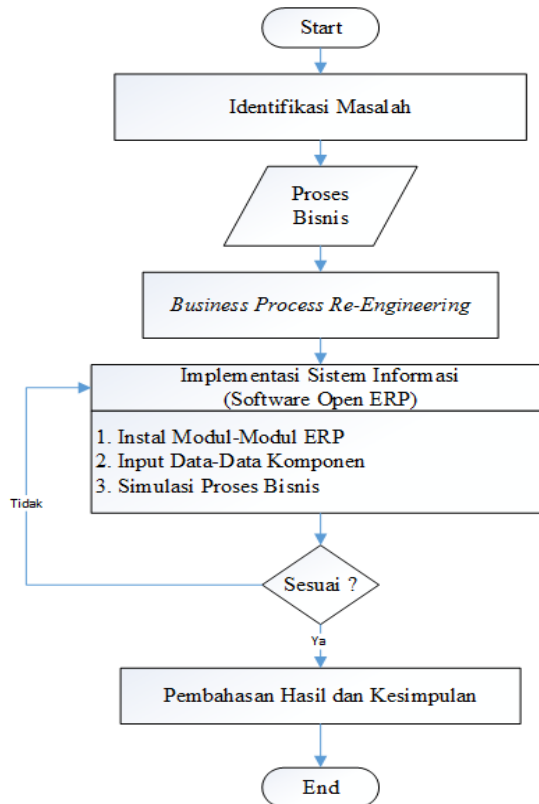 Start
Identifikasi Masalah
Proses
Bisnis
Business Process Re-Engineering
Implementasi Sistem Informasi
(Software Open ERP)
1. Instal Modul-Modul ERP
2. Input Data-Data Komponen
3. Simulasi Proses Bisnis
Tidak
Sesuai ?
Ya
Pembahasan Hasil dan Kesimpulan
End